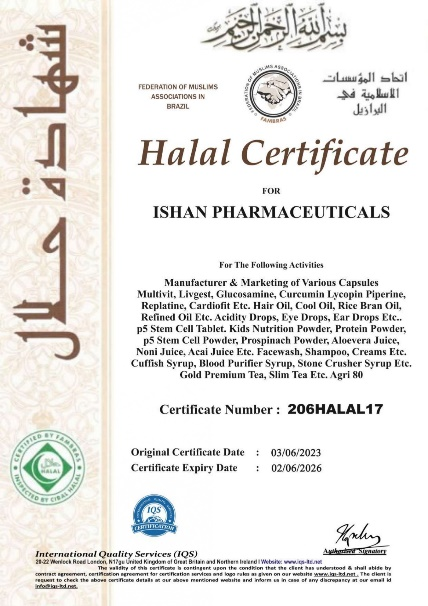 بسم الله الرحمن الرحيم
FEDERATION OF MUSLIMS
ASSOCIATIONS IN
BRAZIL
FEDERATION OF MUSLIMS ASSOCIATIONS IN BRAZIL
FAMBRAS
اتحاد المؤسسات
الاسلامية في
البرازيل
شهادة حلال
Halal Certificate
FOR
ISHAN PHARMACEUTICALS
For The Following Activities
Manufacturer & Marketing of Various Capsules
Multivit, Livgest, Glucosamine, Curcumin Lycopin Piperine,
Replatine, Cardiofit Etc. Hair Oil, Cool Oil, Rice Bran Oil,
Refined Oil Etc. Acidity Drops, Eye Drops, Ear Drops Etc..
p5 Stem Cell Tablet. Kids Nutrition Powder, Protein Powder,
p5 Stem Cell Powder, Prospinach Powder, Aloevera Juice,
Noni Juice, Acai Juice Etc. Facewash, Shampoo, Creams Etc.
Cuffish Syrup, Blood Purifier Syrup, Stone Crusher Syrup Etc.
Gold Premium Tea, Slim Tea Etc. Agri 80
Certificate Number : 206HALAL17
Original Certificate Date : 03/06/2023
Certificate Expiry Date : 02/06/2026
CERTIFIED BY FAMBRAS
حلال
HALAL
INSPECTED BY CIBAL HALAL
IQS
CERTIFICATION
Authorised Signatory
International Quality Services (IQS)
20-22 Wenlock Road London, N17gu United Kingdom of Great Britain and Northern Ireland I Website: www.iqs-ltd.net
The validity of this certificate is contingent upon the condition that the client has understood & shall abide by
contract agreement, certification agreement for certification services and logo rules as given on our website www.iqs-ltd.net . The client is
request to check the above certificate details at our above mentioned website and inform us in case of any discrepancy at our email id
info@iqs-ltd.net.